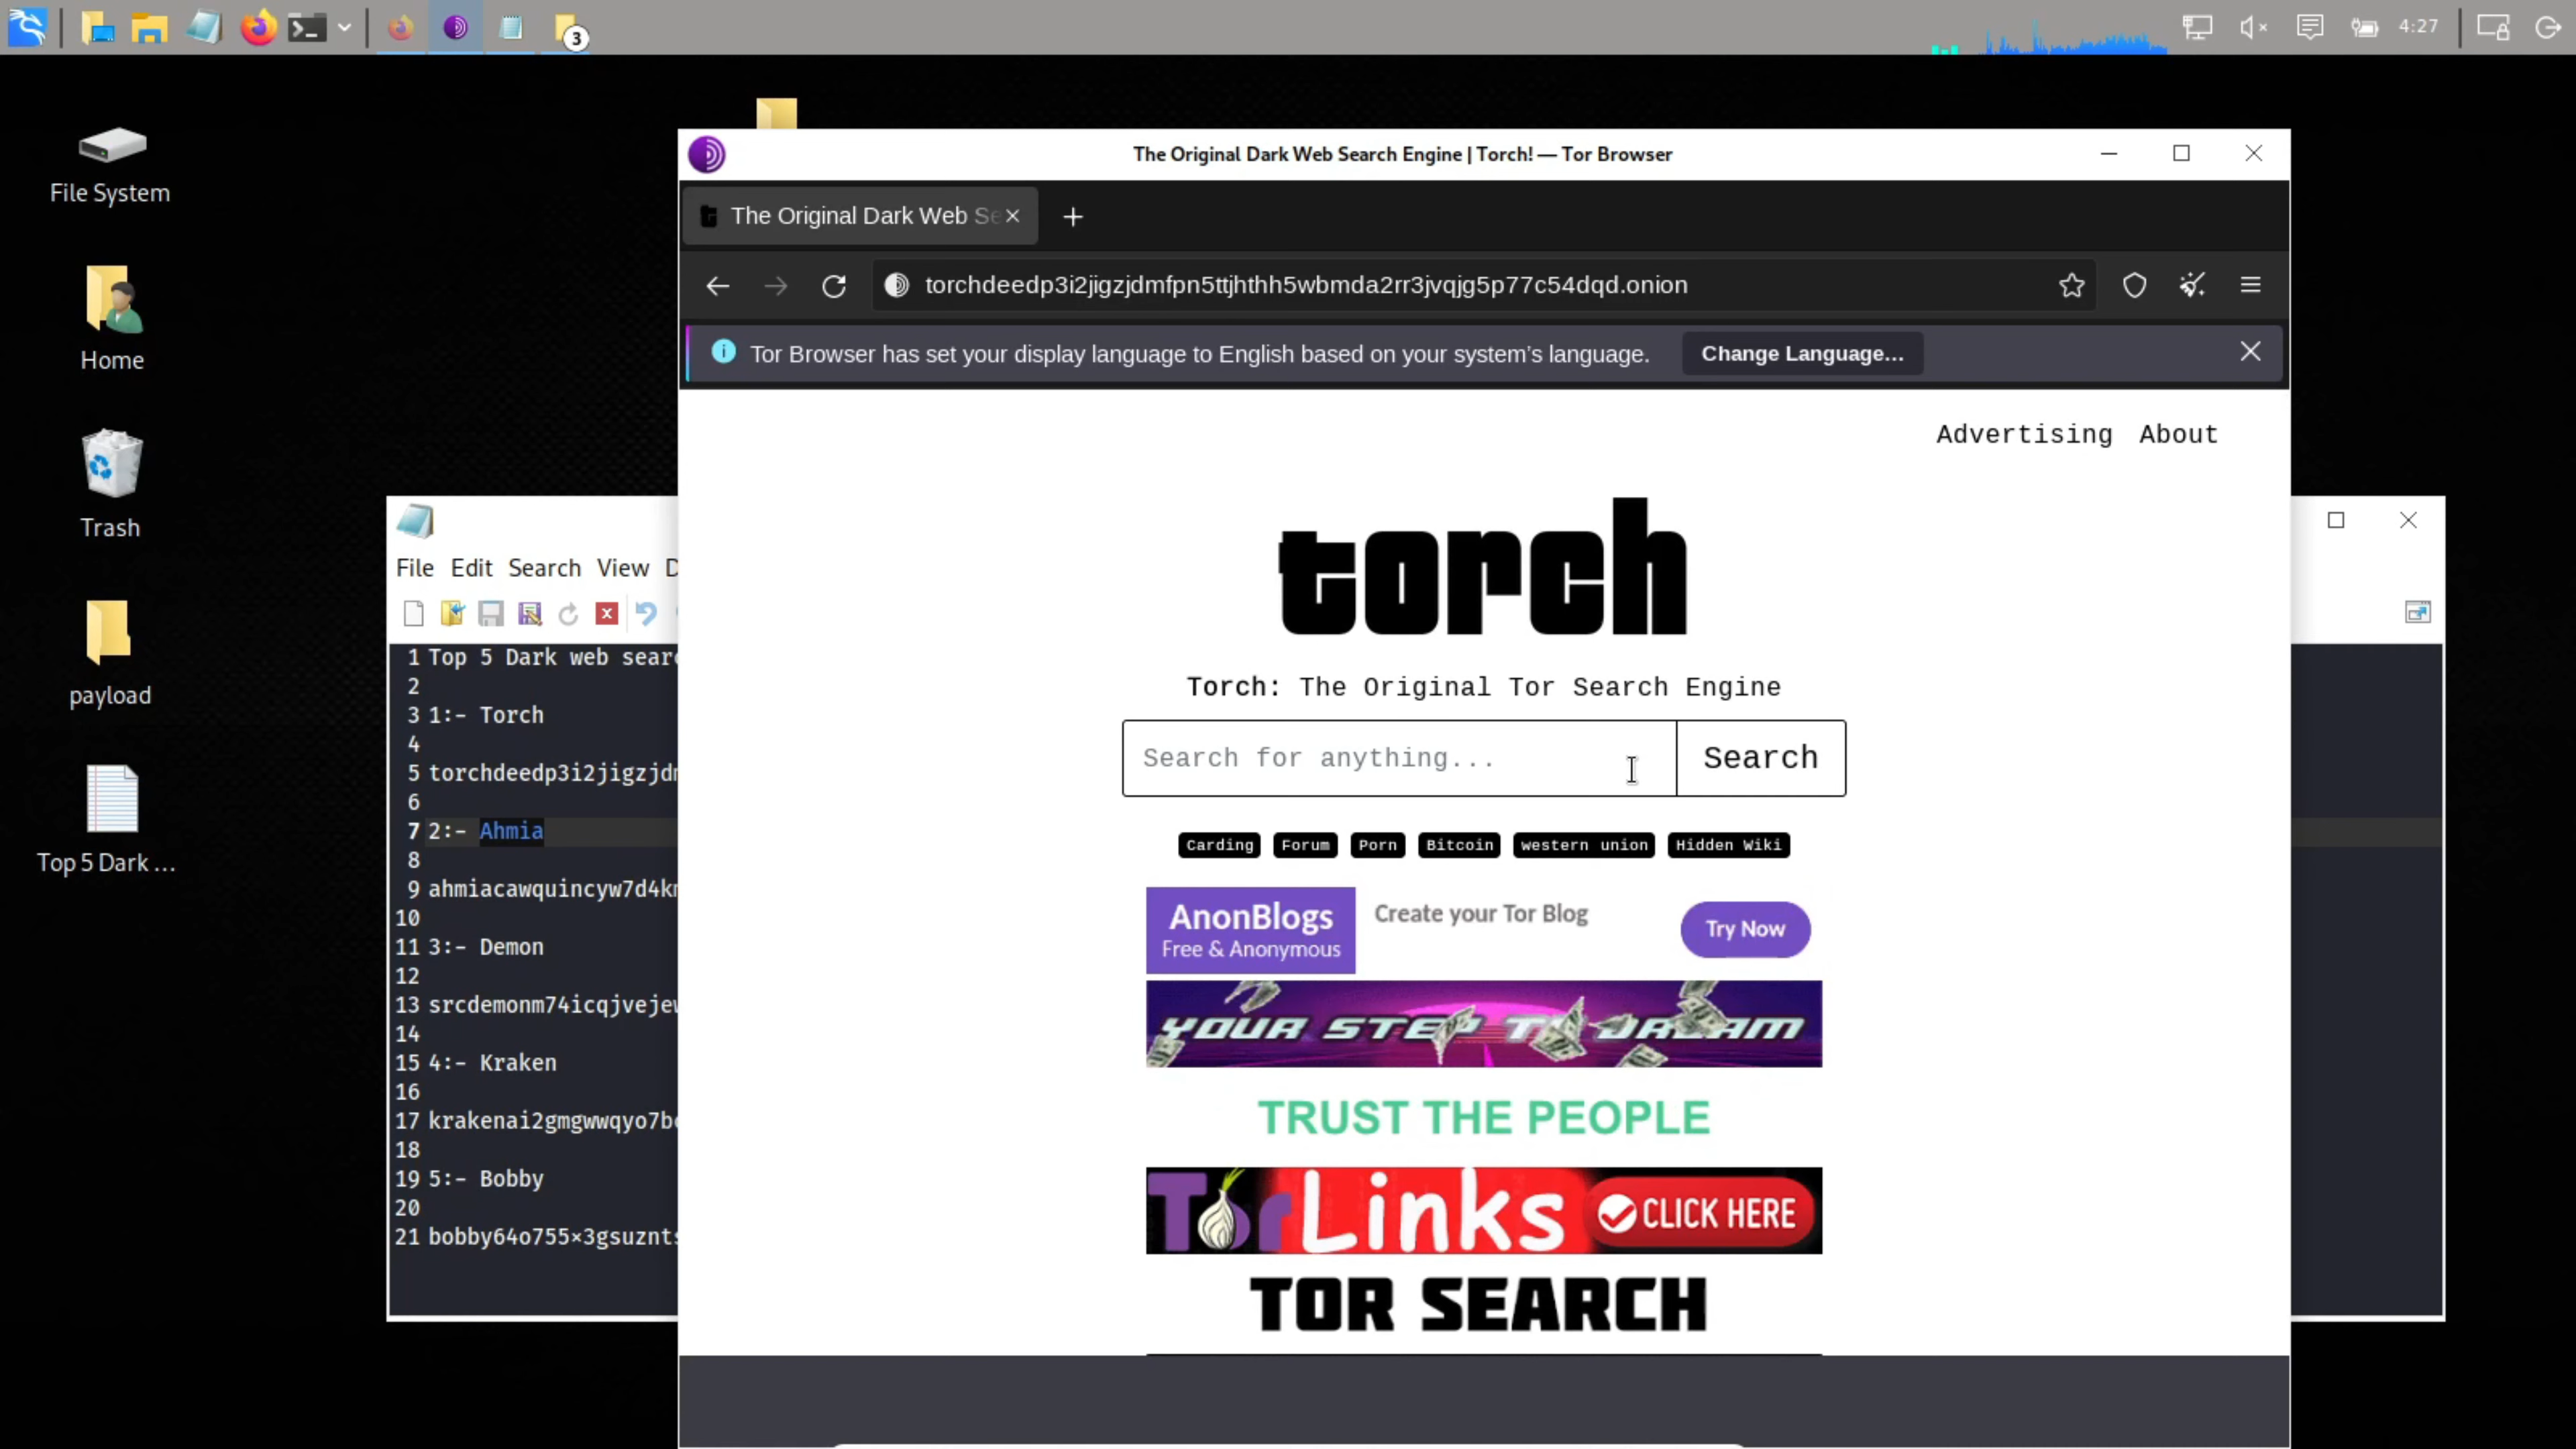 3
4:27
File System
Home
Trash
payload
Top 5 Dark ...
The Original Dark Web Search Engine | Torch! — Tor Browser
The Original Dark Web Se
torchdeedp3i2jigzjdmfpn5ttjhthh5wbmda2rr3jvqjg5p77c54dqd.onion
Tor Browser has set your display language to English based on your system's language.
Change Language...
Advertising About
torch
Torch: The Original Tor Search Engine
Search for anything...
Search
Carding Forum Porn Bitcoin western union Hidden Wiki
AnonBlogs
Free & Anonymous
Create your Tor Blog
Try Now
YOUR STEP TO DREAM
TRUST THE PEOPLE
TorLinks
CLICK HERE
TOR SEARCH
File Edit Search View D
1 Top 5 Dark web sear
2
3 1:- Torch
4
5 torchdeedp3i2jigzjd
6
7 2:- Ahmia
8
9 ahmiacawquincyw7d4k
10
11 3:- Demon
12
13 srcdemonm74icqjveje
14
15 4:- Kraken
16
17 krakenai2gmgwwqyo7b
18
19 5:- Bobby
20
21 bobby64o755x3gsuznts